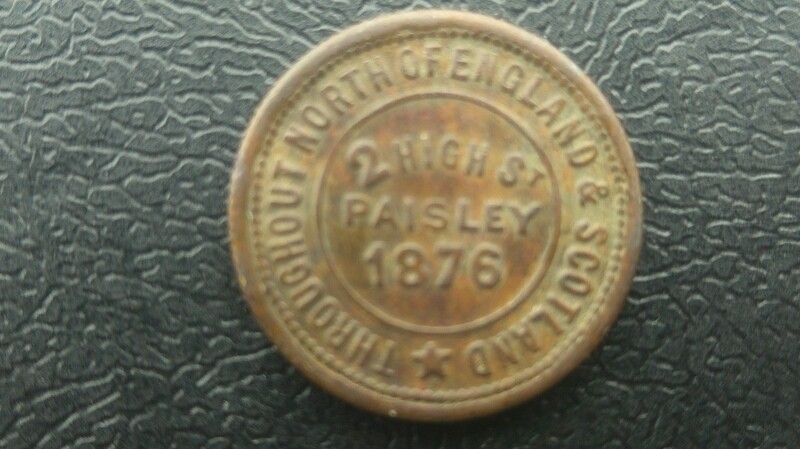 THROUGHOUT NORTH OF ENGLAND & SCOTLAND
2 HIGH ST
PAISLEY
1876